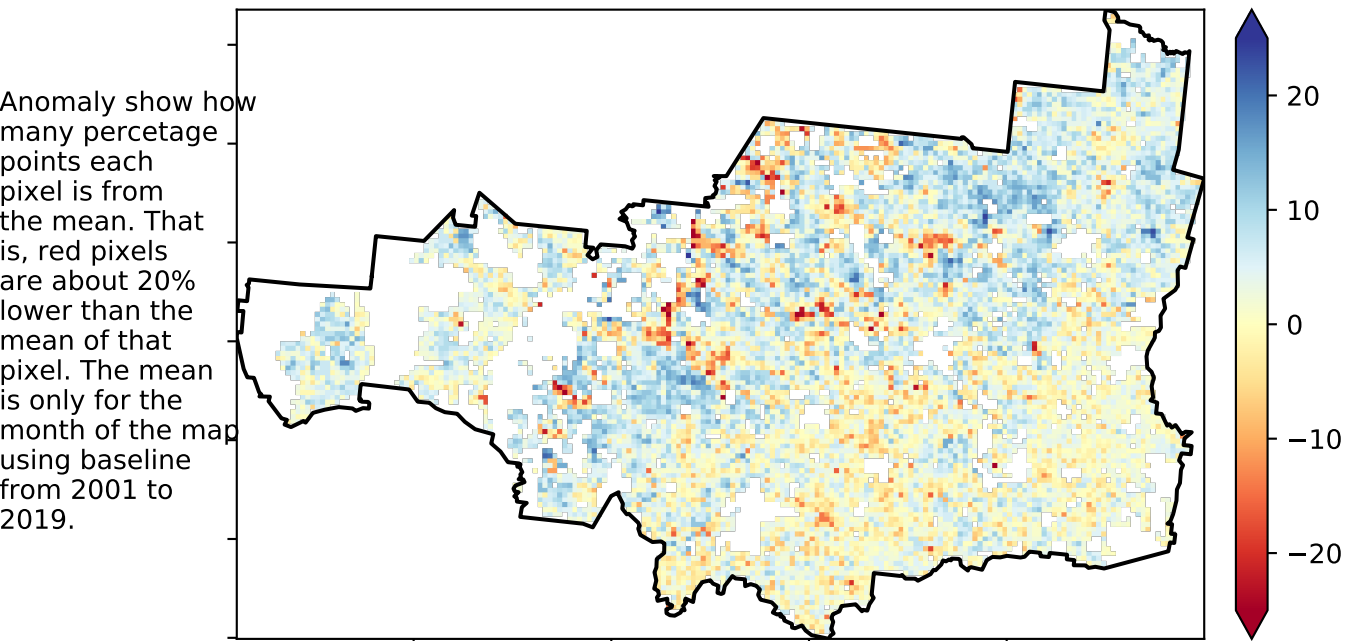 Anomaly show how
many percetage
points each
pixel is from
the mean. That
is, red pixels
are about 20%
lower than the
mean of that
pixel. The mean
is only for the
month of the map
using baseline
from 2001 to
2019.
20
10
0
−10
−20